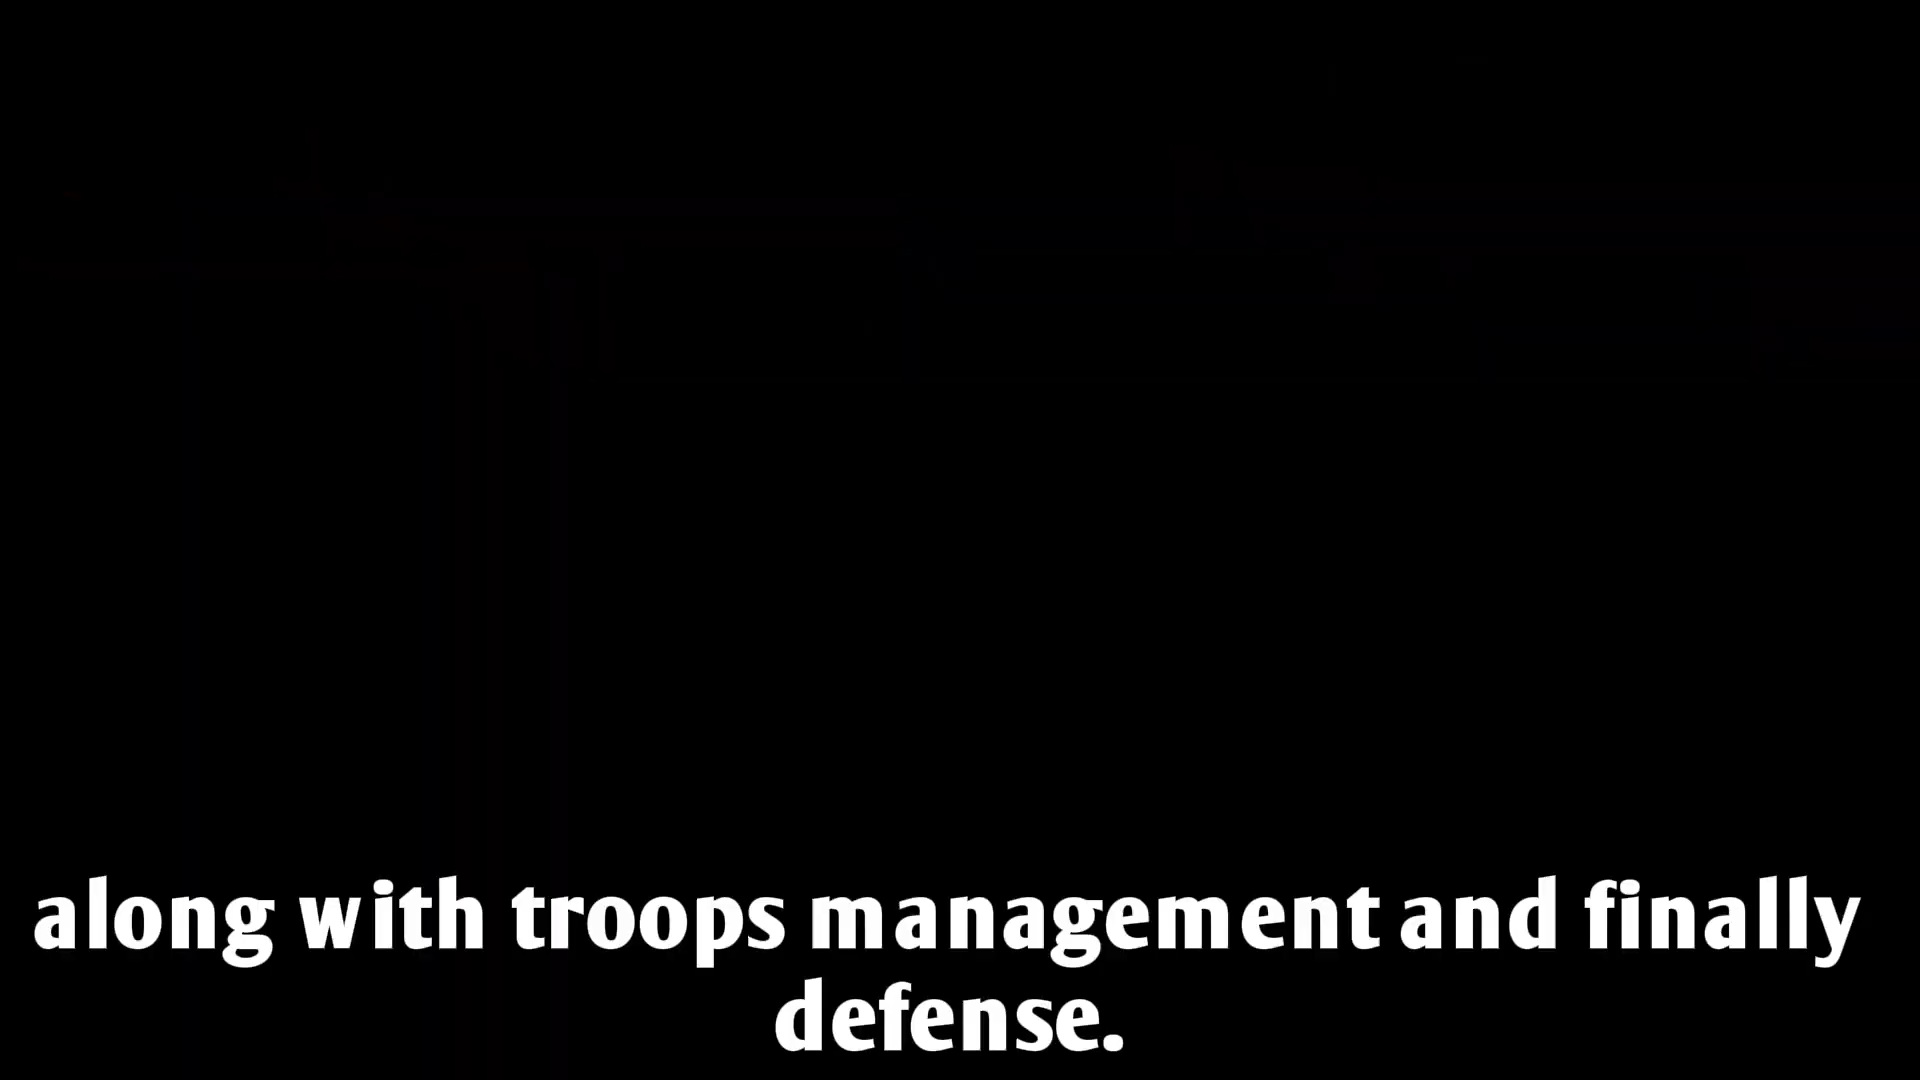 along with troops management and finally
defense.